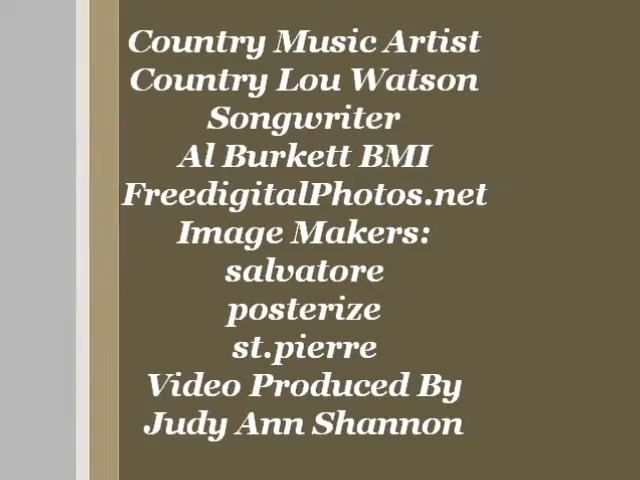 Country Music Artist
Country Lou Watson
Songwriter
Al Burkett BMI
FreedigitalPhotos.net
Image Makers:
salvatore
posterize
st.pierre
Video Produced By
Judy Ann Shannon